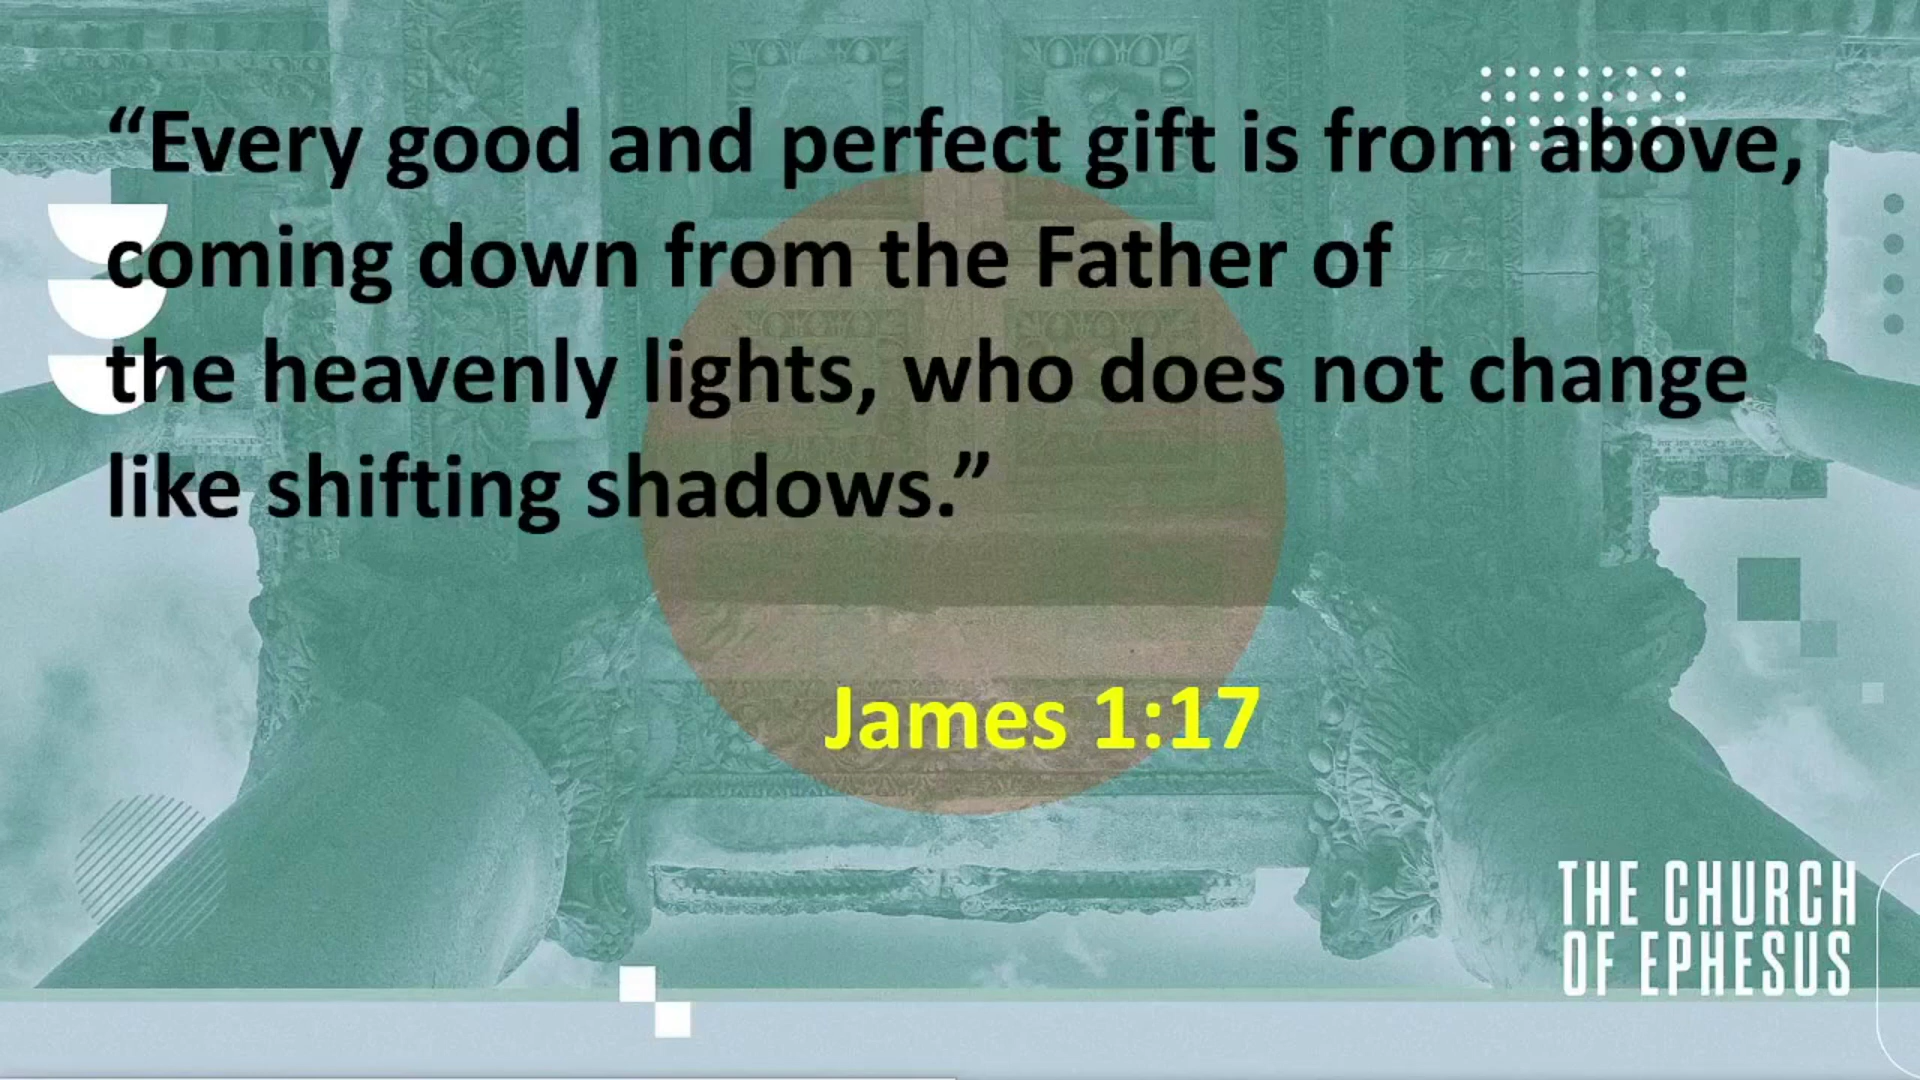 “Every good and perfect gift is from above,
coming down from the Father of
the heavenly lights, who does not change
like shifting shadows.”
James 1:17
THE CHURCH
OF EPHESUS